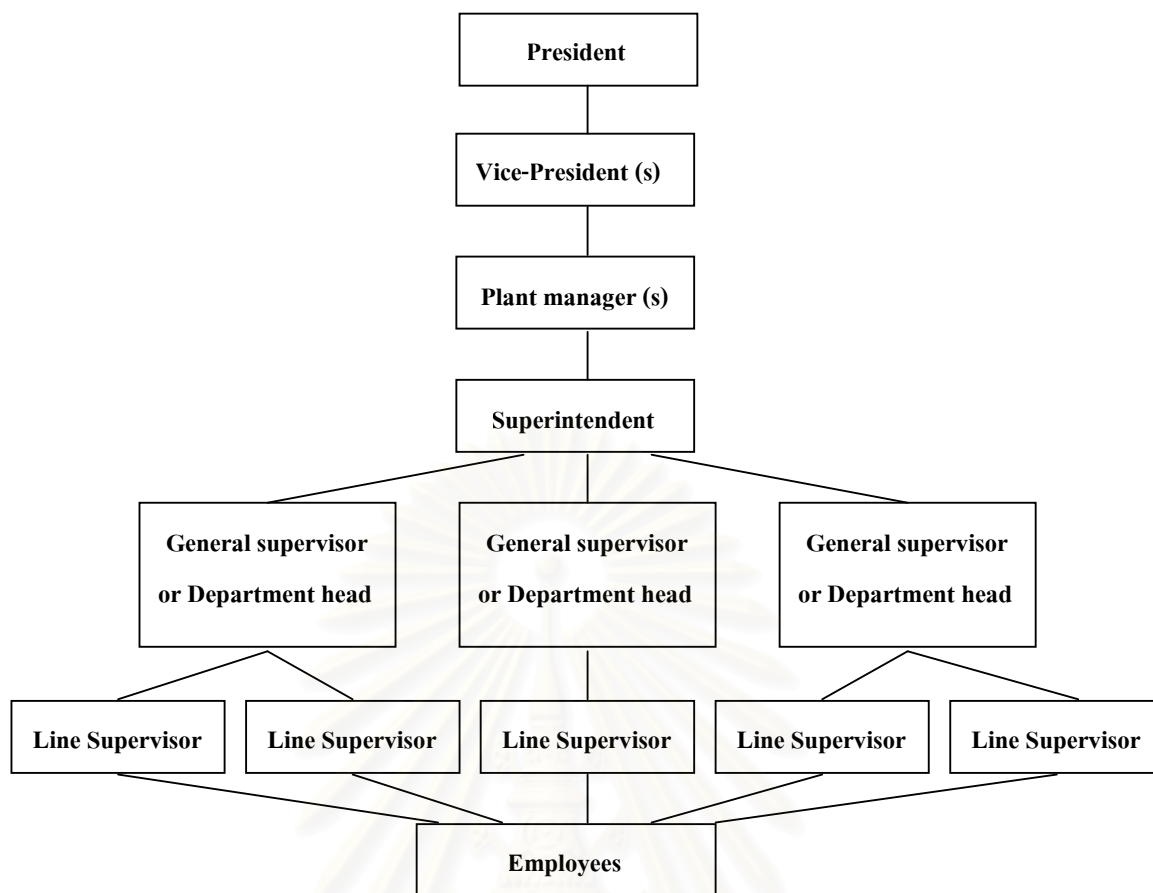 President
Vice-President (s)
Plant manager (s)
Superintendent
General supervisor
or Department head
General supervisor
or Department head
General supervisor
or Department head
Line Supervisor
Line Supervisor
Line Supervisor
Line Supervisor
Line Supervisor
Employees